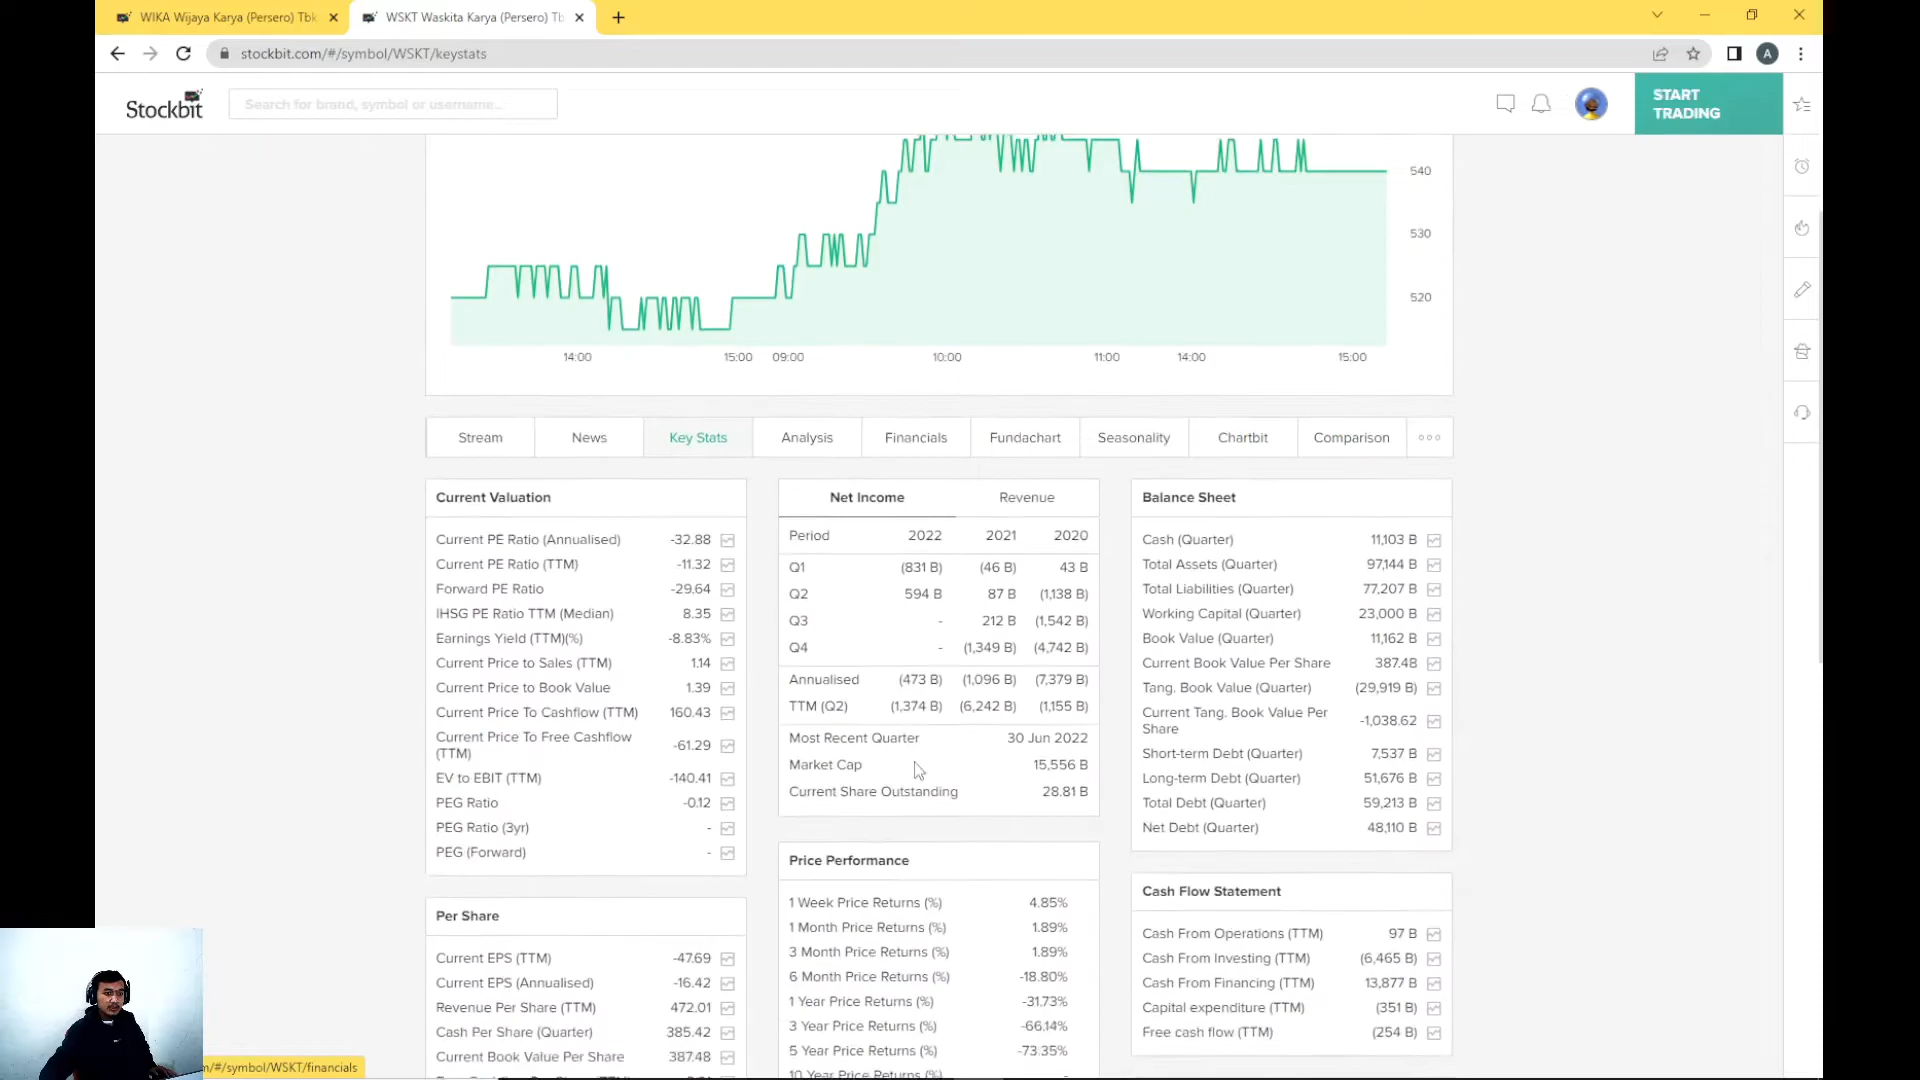 WIKA Wijaya Karya (Persero) Tbk
WSKT Waskita Karya (Persero) Tb
stockbit.com/#/symbol/WSKT/keystats
A
Stockbit
Search for brand, symbol or username...
START
TRADING
540
530
520
14:00 15:00 09:00 10:00 11:00 14:00 15:00
Stream News Key Stats Analysis Financials Fundachart Seasonality Chartbit Comparison
Current Valuation
Current PE Ratio (Annualised) -32.88
Current PE Ratio (TTM) -11.32
Forward PE Ratio -29.64
IHSG PE Ratio TTM (Median) 8.35
Earnings Yield (TTM)(%) -8.83%
Current Price to Sales (TTM) 1.14
Current Price to Book Value 1.39
Current Price To Cashflow (TTM) 160.43
Current Price To Free Cashflow
(TTM) -61.29
EV to EBIT (TTM) -140.41
PEG Ratio -0.12
PEG Ratio (3yr) -
PEG (Forward) -
Per Share
Current EPS (TTM) -47.69
Current EPS (Annualised) -16.42
Revenue Per Share (TTM) 472.01
Cash Per Share (Quarter) 385.42
Current Book Value Per Share 387.48
Net Income Revenue
Period 2022 2021 2020
Q1 (831 B) (46 B) 43 B
Q2 594 B 87 B (1,138 B)
Q3 - 212 B (1,542 B)
Q4 - (1,349 B) (4,742 B)
Annualised (473 B) (1,096 B) (7,379 B)
TTM (Q2) (1,374 B) (6,242 B) (1,155 B)
Most Recent Quarter 30 Jun 2022
Market Cap 15,556 B
Current Share Outstanding 28.81 B
Price Performance
1 Week Price Returns (%) 4.85%
1 Month Price Returns (%) 1.89%
3 Month Price Returns (%) 1.89%
6 Month Price Returns (%) -18.80%
1 Year Price Returns (%) -31.73%
3 Year Price Returns (%) -66.14%
5 Year Price Returns (%) -73.35%
10 Year Price Returns (%) -
Balance Sheet
Cash (Quarter) 11,103 B
Total Assets (Quarter) 97,144 B
Total Liabilities (Quarter) 77,207 B
Working Capital (Quarter) 23,000 B
Book Value (Quarter) 11,162 B
Current Book Value Per Share 387.48
Tang. Book Value (Quarter) (29,919 B)
Current Tang. Book Value Per
Share -1,038.62
Short-term Debt (Quarter) 7,537 B
Long-term Debt (Quarter) 51,676 B
Total Debt (Quarter) 59,213 B
Net Debt (Quarter) 48,110 B
Cash Flow Statement
Cash From Operations (TTM) 97 B
Cash From Investing (TTM) (6,465 B)
Cash From Financing (TTM) 13,877 B
Capital expenditure (TTM) (351 B)
Free cash flow (TTM) (254 B)
/#/symbol/WSKT/financials